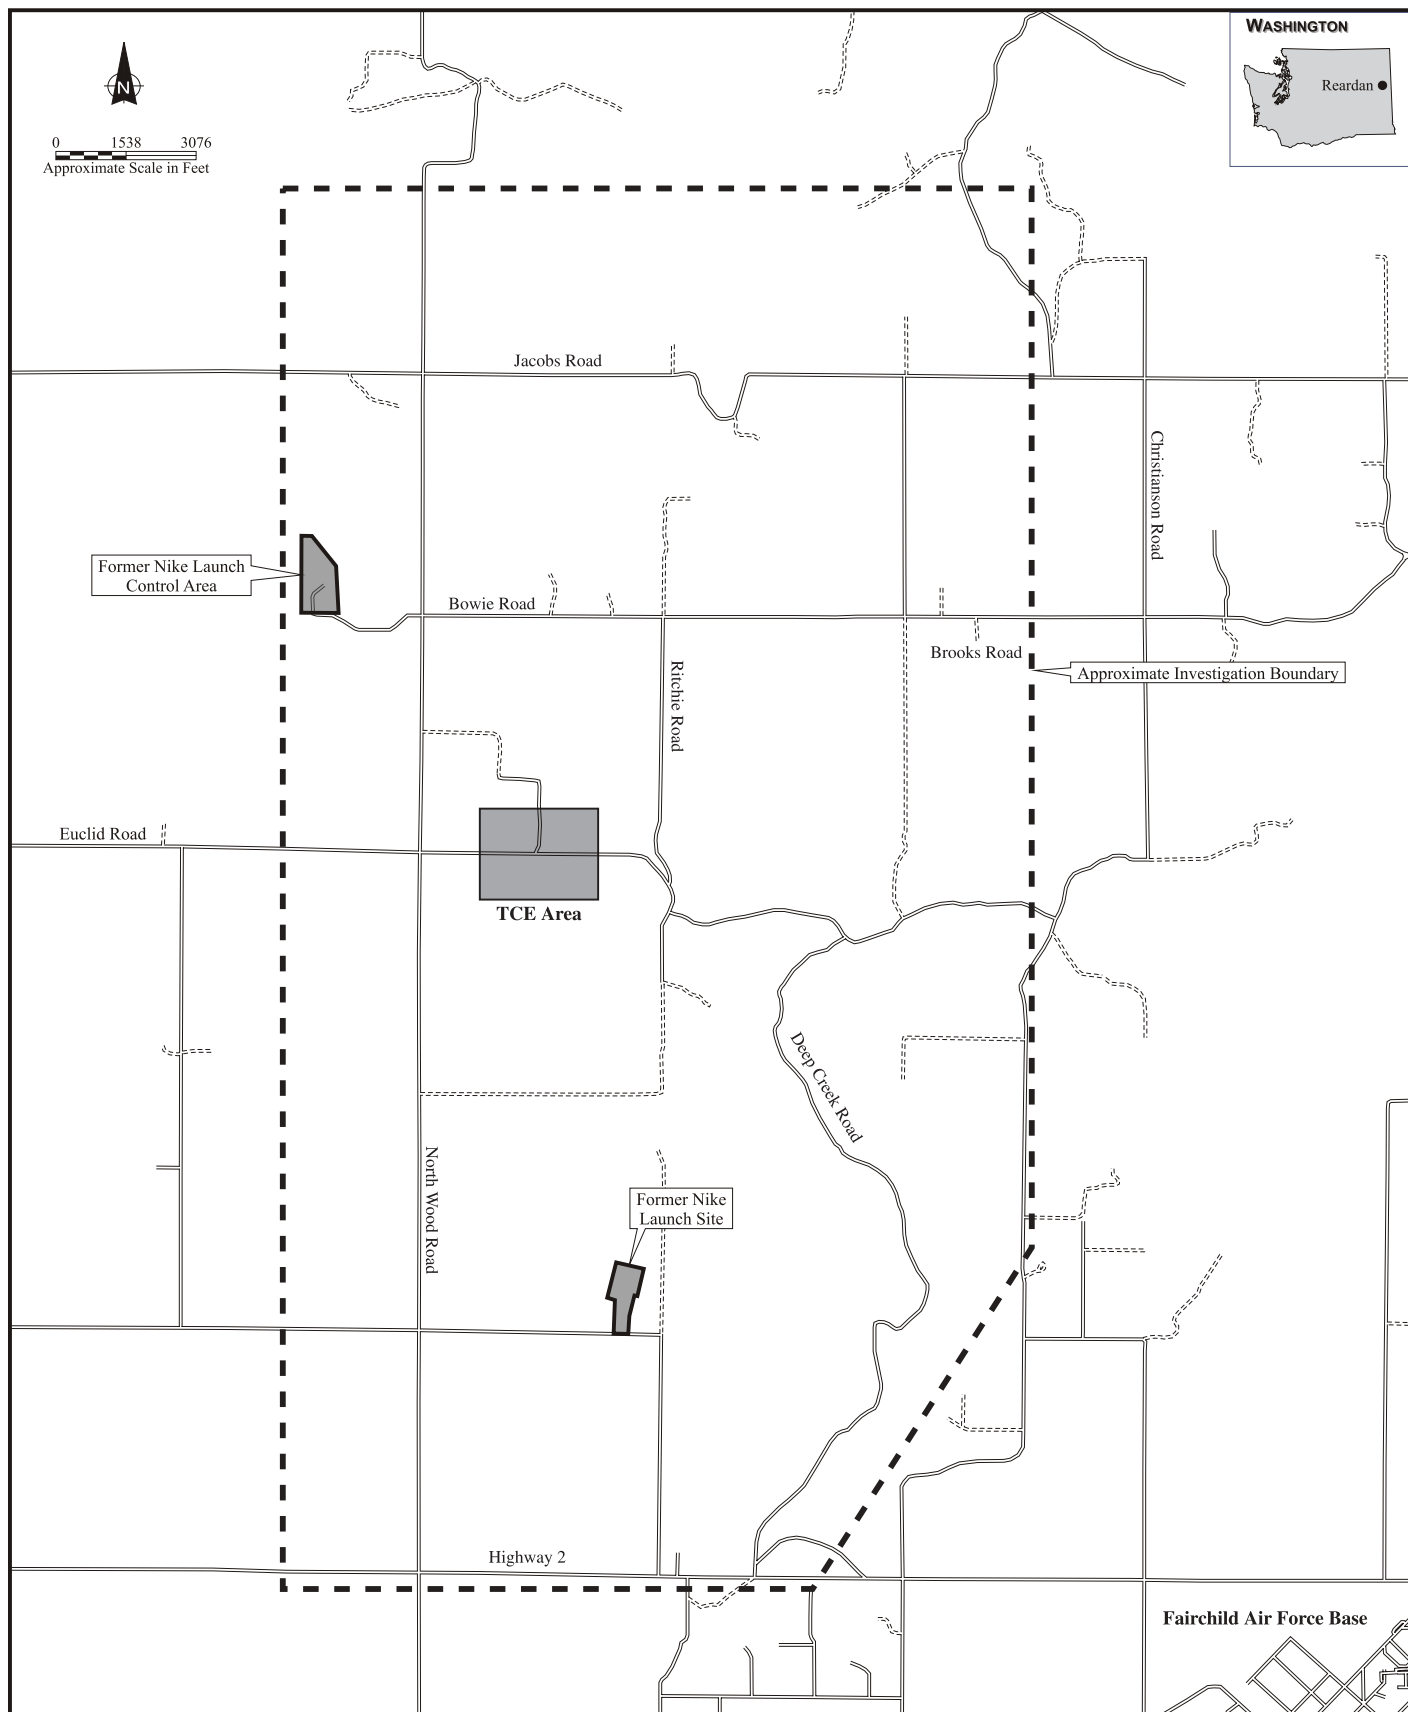 WASHINGTON
Reardan
N
0 1538 3076
Approximate Scale in Feet
Jacobs Road
Christianson Road
Former Nike Launch
Control Area
Bowie Road
Brooks Road
Approximate Investigation Boundary
Ritchie Road
Euclid Road
TCE Area
Deep Creek Road
North Wood Road
Former Nike
Launch Site
Highway 2
Fairchild Air Force Base